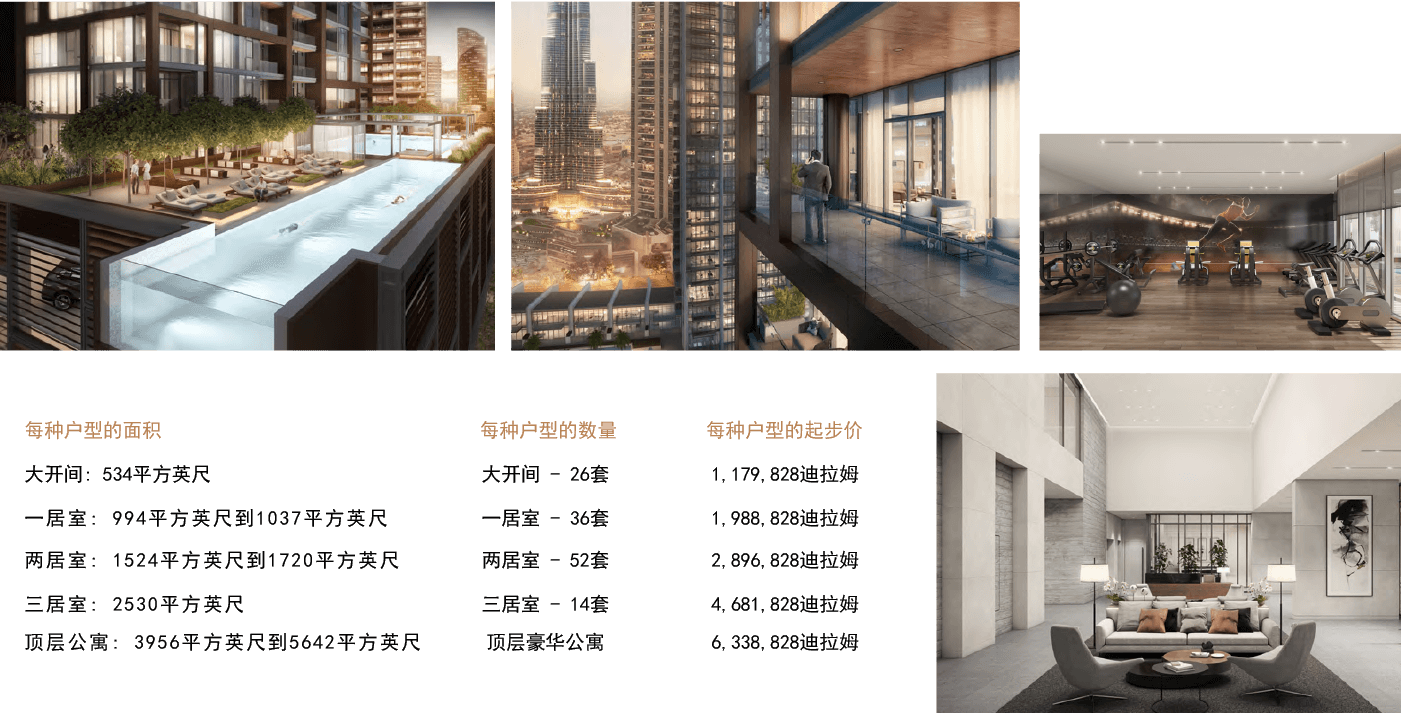 每种户型的面积 每种户型的数量 每种户型的起步价
大开间: 534平方英尺 大开间 - 26套 1,179,828迪拉姆
一居室: 994平方英尺到1037平方英尺 一居室 - 36套 1,988,828迪拉姆
两居室: 1524平方英尺到1720平方英尺 两居室 - 52套 2,896,828迪拉姆
三居室: 2530平方英尺 三居室 - 14套 4,681,828迪拉姆
顶层公寓: 3956平方英尺到5642平方英尺 顶层豪华公寓 6,338,828迪拉姆